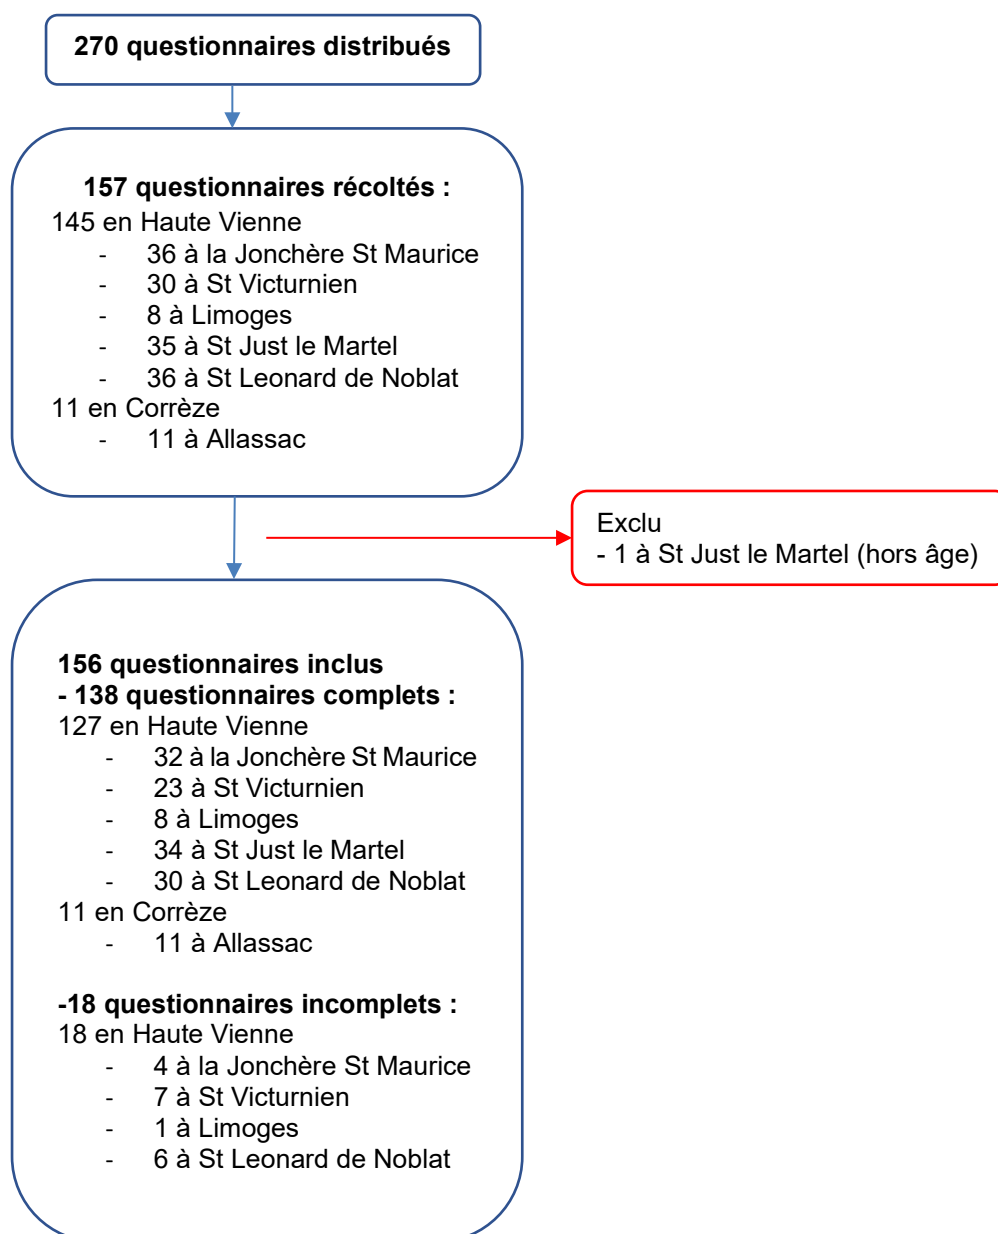 270 questionnaires distribués
157 questionnaires récoltés :
145 en Haute Vienne
- 36 à la Jonchère St Maurice
- 30 à St Victurnien
- 8 à Limoges
- 35 à St Just le Martel
- 36 à St Leonard de Noblat
11 en Corrèze
- 11 à Allassac
Exclu
- 1 à St Just le Martel (hors âge)
156 questionnaires inclus
- 138 questionnaires complets :
127 en Haute Vienne
- 32 à la Jonchère St Maurice
- 23 à St Victurnien
- 8 à Limoges
- 34 à St Just le Martel
- 30 à St Leonard de Noblat
11 en Corrèze
- 11 à Allassac
-18 questionnaires incomplets :
18 en Haute Vienne
- 4 à la Jonchère St Maurice
- 7 à St Victurnien
- 1 à Limoges
- 6 à St Leonard de Noblat